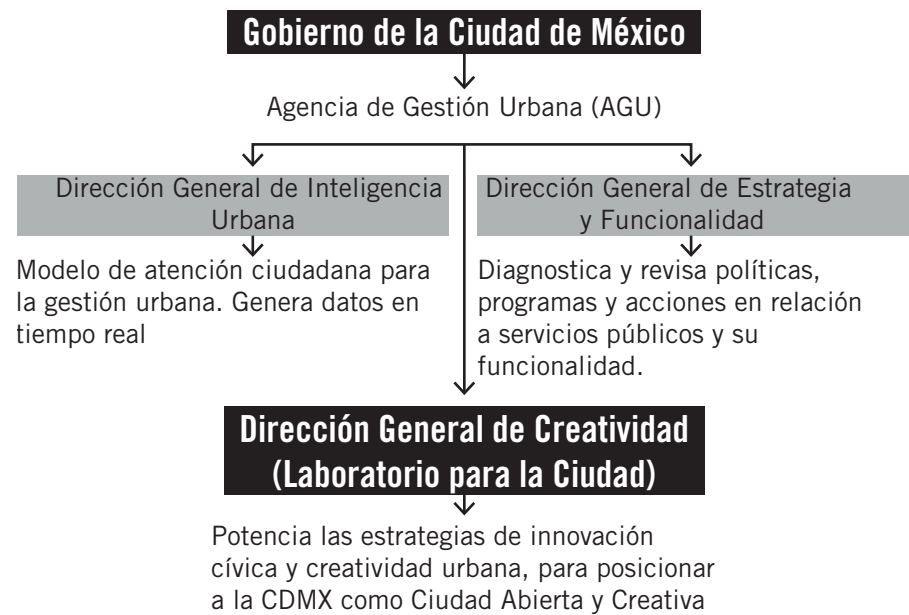 Gobierno de la Ciudad de México
Agencia de Gestión Urbana (AGU)
Dirección General de Inteligencia
Urbana
Modelo de atención ciudadana para
la gestión urbana. Genera datos en
tiempo real
Dirección General de Estrategia
y Funcionalidad
Diagnostica y revisa políticas,
programas y acciones en relación
a servicios públicos y su
funcionalidad.
Dirección General de Creatividad
(Laboratorio para la Ciudad)
Potencia las estrategias de innovación
cívica y creatividad urbana, para posicionar
a la CDMX como Ciudad Abierta y Creativa